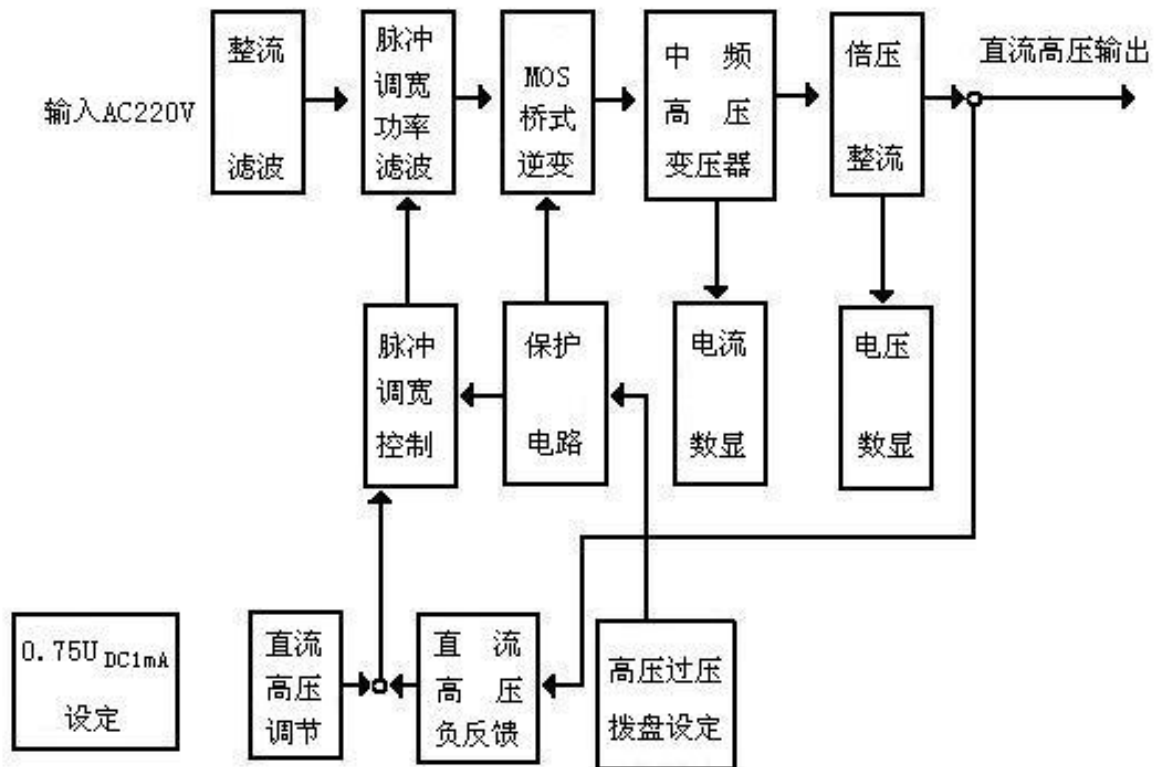 输入AC220V
整流
滤波
脉冲
调宽
功率
滤波
MOS
桥式
逆变
中 频
高 压
变压器
倍压
整流
直流高压输出
脉冲
调宽
控制
保护
电路
电流
数显
电压
数显
0.75U DC1mA
设定
直流
高压
调节
直 流
高 压
负反馈
高压过压
拨盘设定